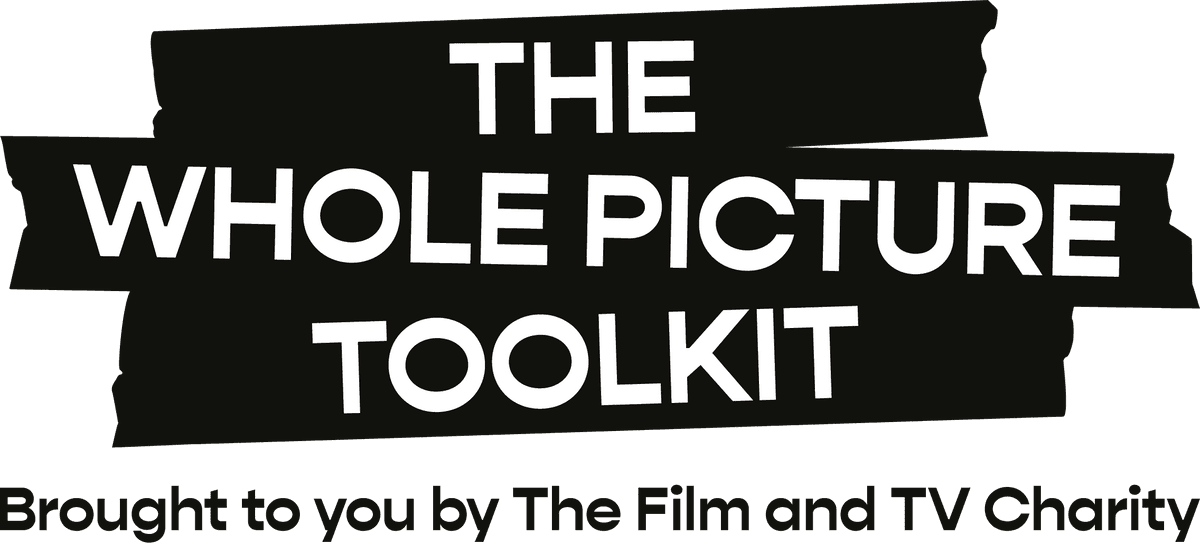 THE
WHOLE PICTURE
TOOLKIT
Brought to you by The Film and TV Charity